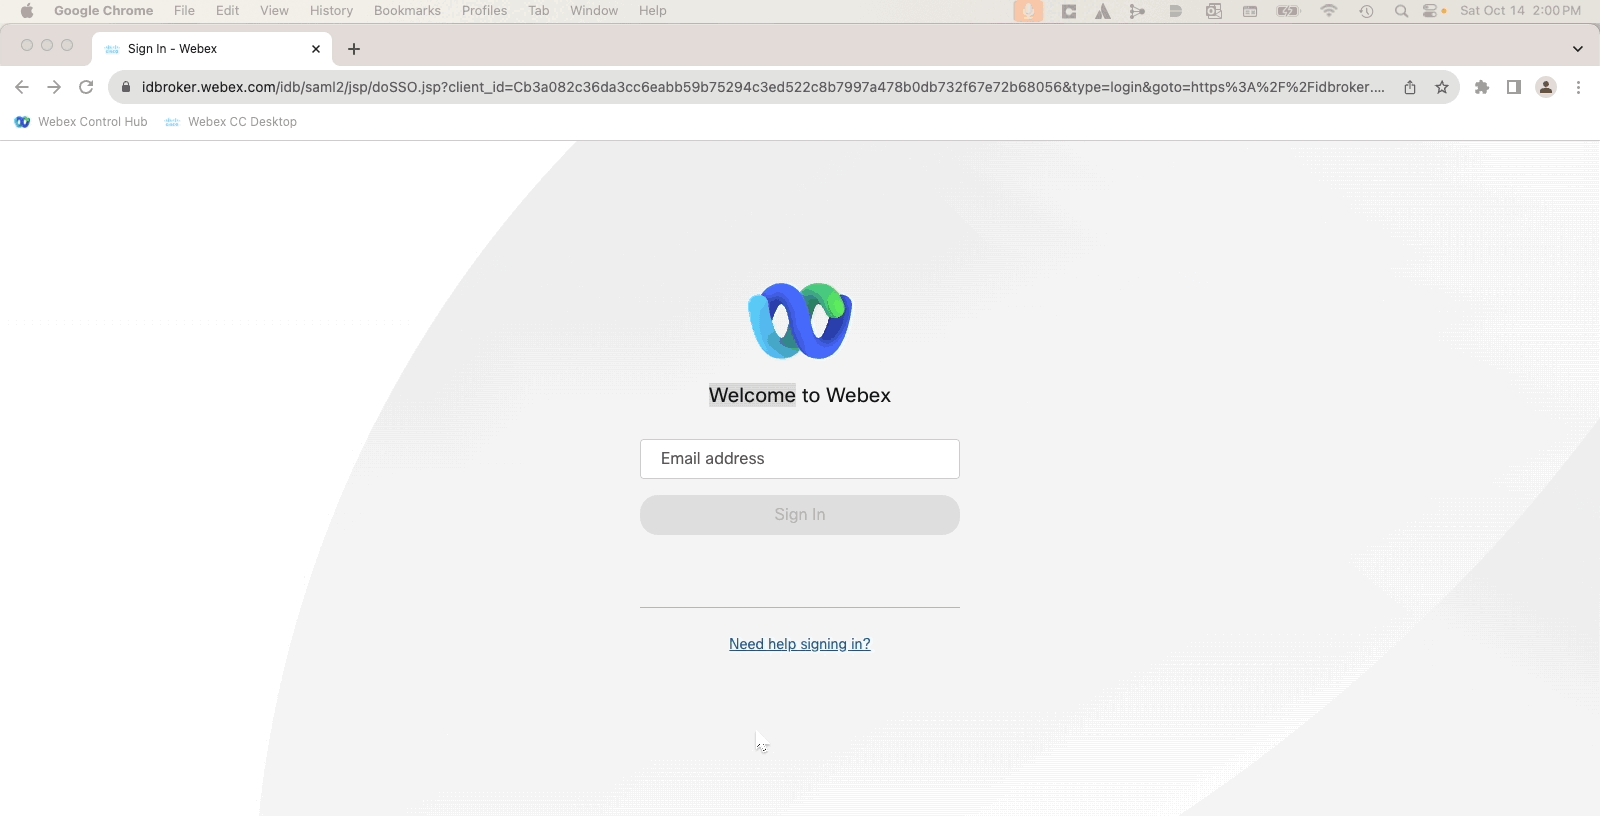 Google Chrome File Edit View History Bookmarks Profiles Tab Window Help Sat Oct 14 2:00 PM
Sign In - Webex
idbroker.webex.com/idb/saml2/jsp/doSSO.jsp?client_id=Cb3a082c36da3cc6eabb59b75294c3ed522c8b7997a478b0db732f67e72b68056&type=login&goto=https%3A%2F%2Fidbroker....
Webex Control Hub Webex CC Desktop
Welcome to Webex
Email address
Sign In
Need help signing in?